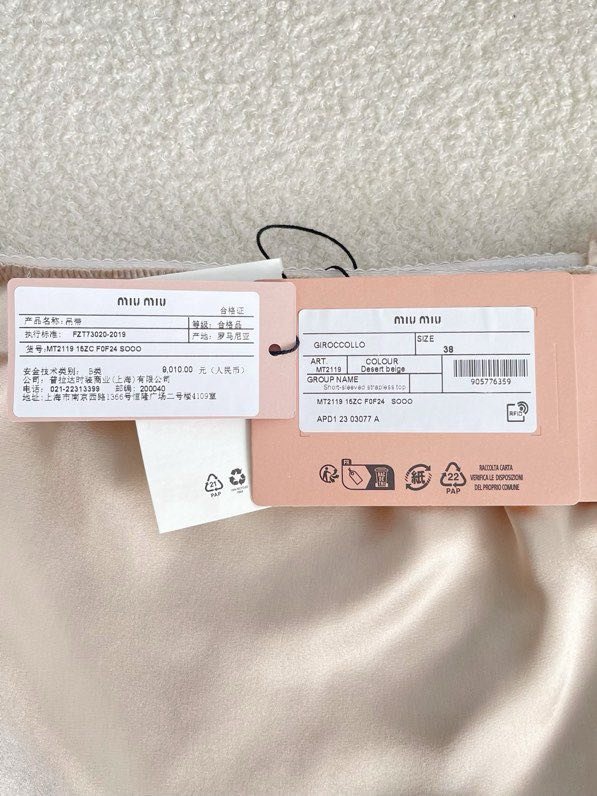 miu miu
合格证
产品名称: 吊带
等级: 合格品
执行标准: FZT73020-2019
产地: 罗马尼亚
货号: MT2119 15ZC F0F24 SOOO
安全技术类别: B类 9,010.00 元 (人民币)
公司: 普拉达时装商业(上海)有限公司
电话: 021-22313399 邮编: 200040
地址:上海市南京西路1366号恒隆广场二号楼4109室
miu miu
GIROCCOLLO
SIZE
38
ART.
MT2119
COLOUR
Desert beige
GROUP NAME
Short-sleeved strapless top
905776359
MT2119 15ZC F0F24 SOOO
APD1 23 03077 A
RFID
21
PAP
FR
紙
22
PAP
RACCOLTA CARTA
VERIFICA LE DISPOSIZIONI
DEL PROPRIO COMUNE